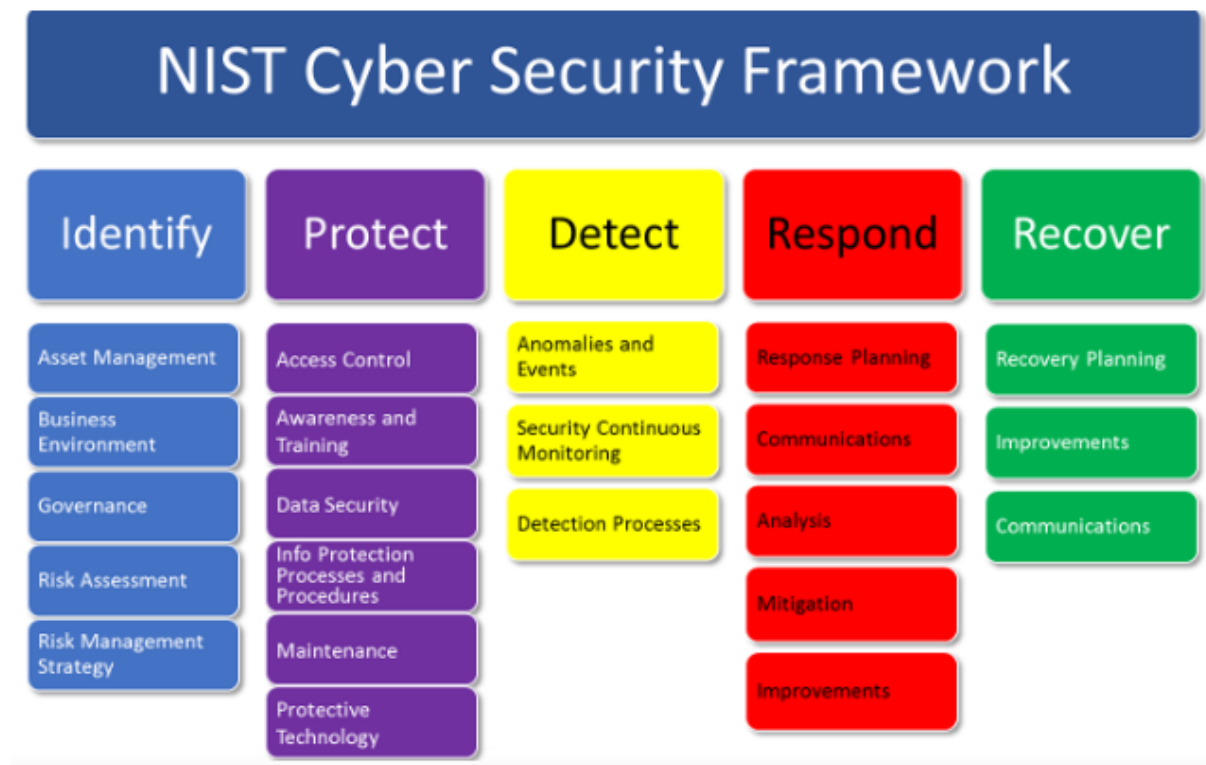 NIST Cyber Security Framework
Identify
Protect
Detect
Respond
Recover
Asset Management
Business
Environment
Governance
Risk Assessment
Risk Management
Strategy
Access Control
Awareness and
Training
Data Security
Info Protection
Processes and
Procedures
Maintenance
Protective
Technology
Anomalies and
Events
Security Continuous
Monitoring
Detection Processes
Response Planning
Communications
Analysis
Mitigation
Improvements
Recovery Planning
Improvements
Communications